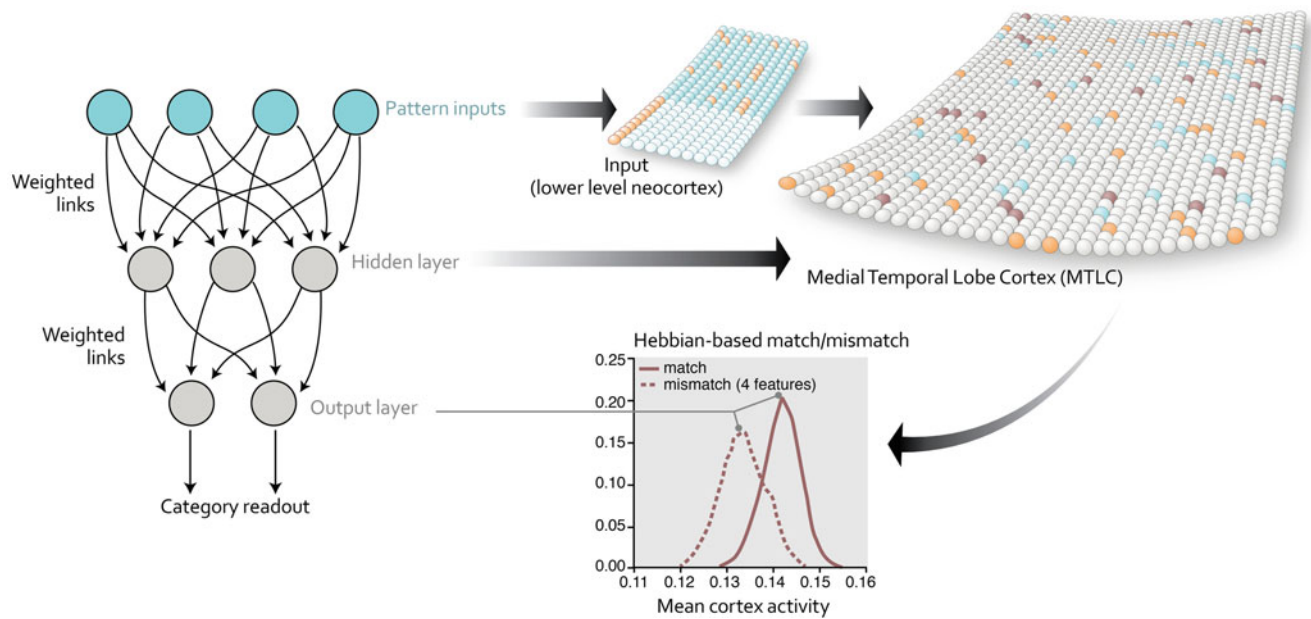 Pattern inputs
Weighted
links
Hidden layer
Weighted
links
Output layer
Category readout
Input
(lower level neocortex)
Medial Temporal Lobe Cortex (MTLC)
Hebbian-based match/mismatch
0.25
0.20
0.15
0.10
0.05
0.00
match
mismatch (4 features)
0.11 0.12 0.13 0.14 0.15 0.16
Mean cortex activity